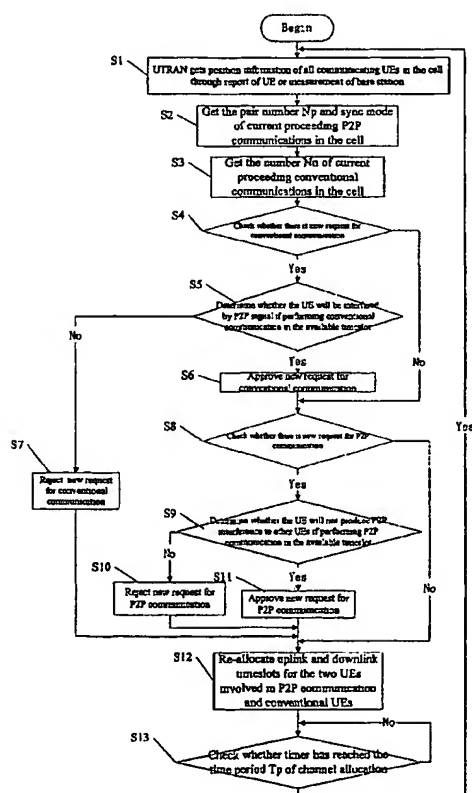 Begin
S1
UTRAN gets position information of all communicating UEs in the cell
through report of UE or measurement of base station
S2
Get the pair number Np and sync mode
of current proceeding P2P
communications in the cell
S3
Get the number Nn of current
proceeding conventional
communications in the cell
S4
Check whether there is new request for
conventional communication
Yes
S5
Determine whether the UE will be interfered
by P2P signal if performing conventional
communication in the available timeslot
No
Yes
No
S6
Approve new request for
conventional communication
Yes
S7
S8
Check whether there is new request for P2P
communication
Reject new request
for conventional
communication
Yes
S9
Determine whether the UE will not produce P2P
interference to other UEs if performing P2P
communication in the available timeslot
No
Yes
No
S10
S11
Reject new request
for P2P communication
Approve new request for
P2P communication
S12
Re-allocate uplink and downlink
timeslots for the two UEs
involved in P2P communication
and conventional UEs
No
S13
Check whether timer has reached the
time period Tp of channel allocation